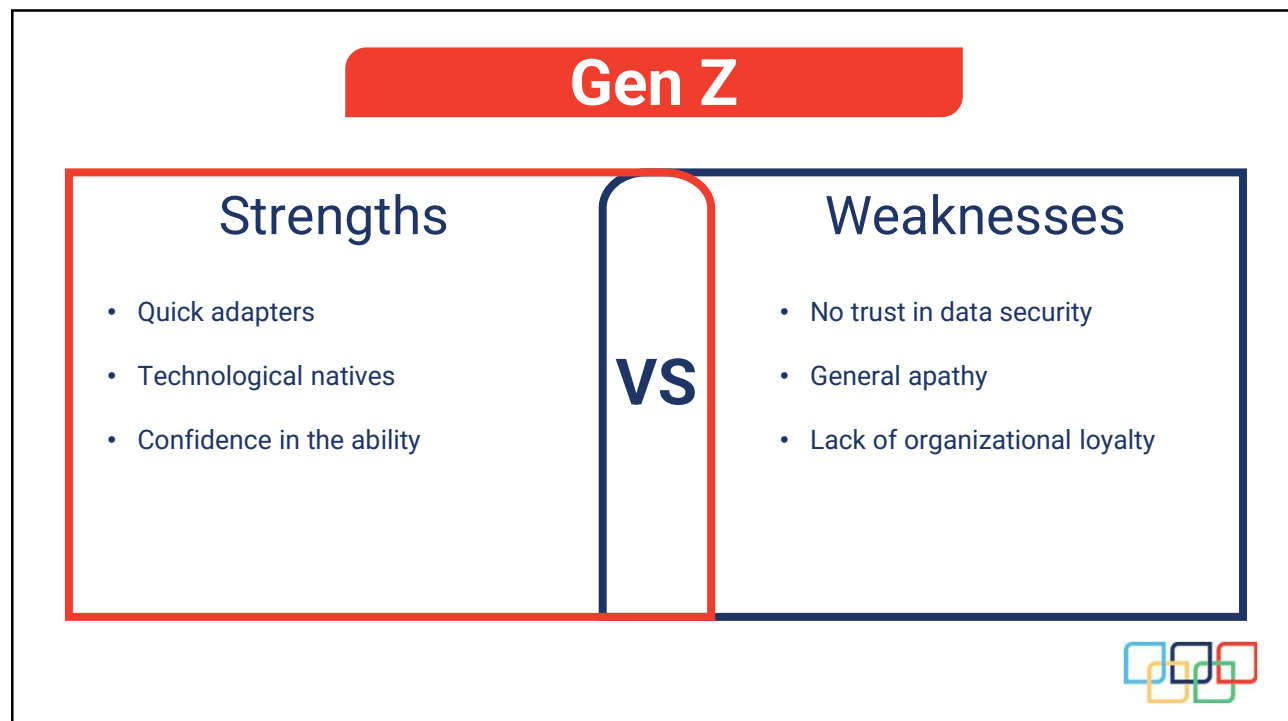 Gen Z
Strengths
• Quick adapters
• Technological natives
• Confidence in the ability
VS
Weaknesses
• No trust in data security
• General apathy
• Lack of organizational loyalty